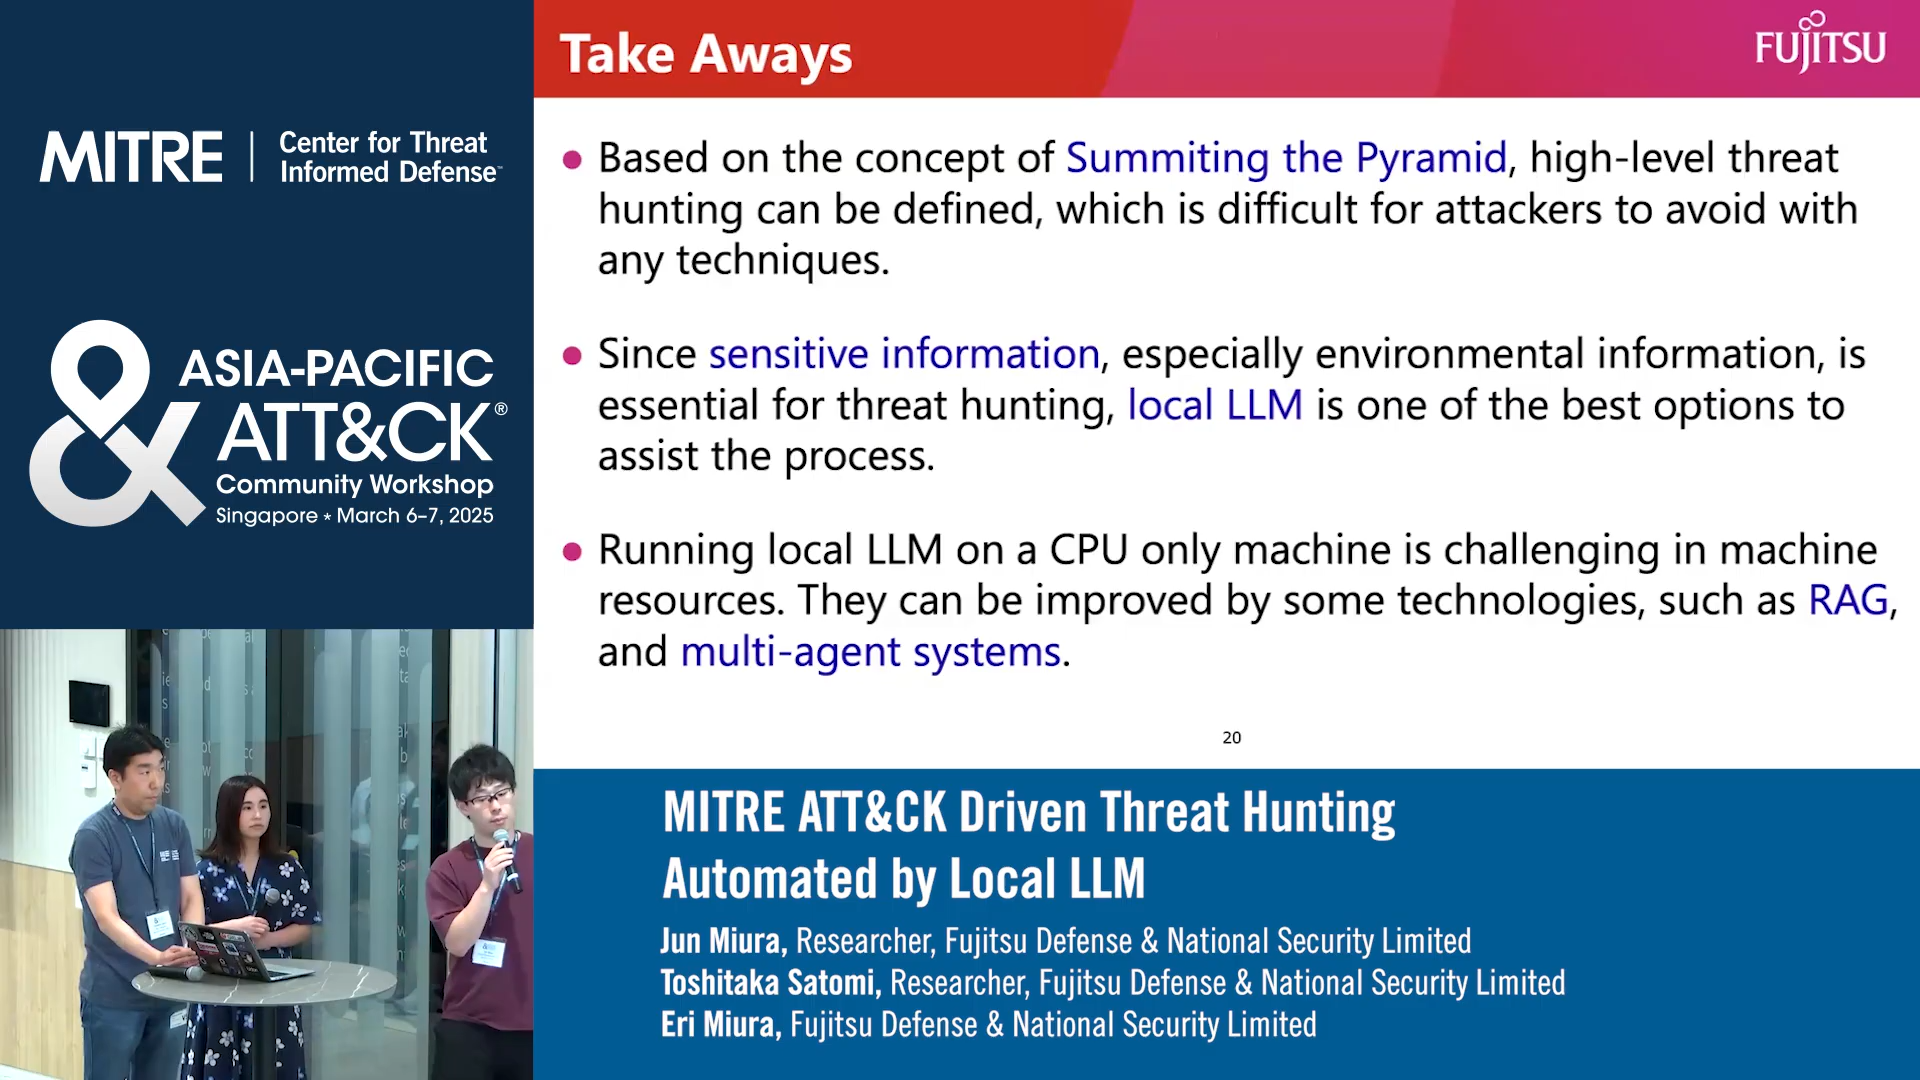 MITRE
Center for Threat
Informed Defense™
ASIA-PACIFIC
ATT&CK®
Community Workshop
Singapore ★ March 6–7, 2025
Take Aways
FUJITSU
● Based on the concept of Summiting the Pyramid, high-level threat
hunting can be defined, which is difficult for attackers to avoid with
any techniques.
● Since sensitive information, especially environmental information, is
essential for threat hunting, local LLM is one of the best options to
assist the process.
● Running local LLM on a CPU only machine is challenging in machine
resources. They can be improved by some technologies, such as RAG,
and multi-agent systems.
20
MITRE ATT&CK Driven Threat Hunting
Automated by Local LLM
Jun Miura, Researcher, Fujitsu Defense & National Security Limited
Toshitaka Satomi, Researcher, Fujitsu Defense & National Security Limited
Eri Miura, Fujitsu Defense & National Security Limited